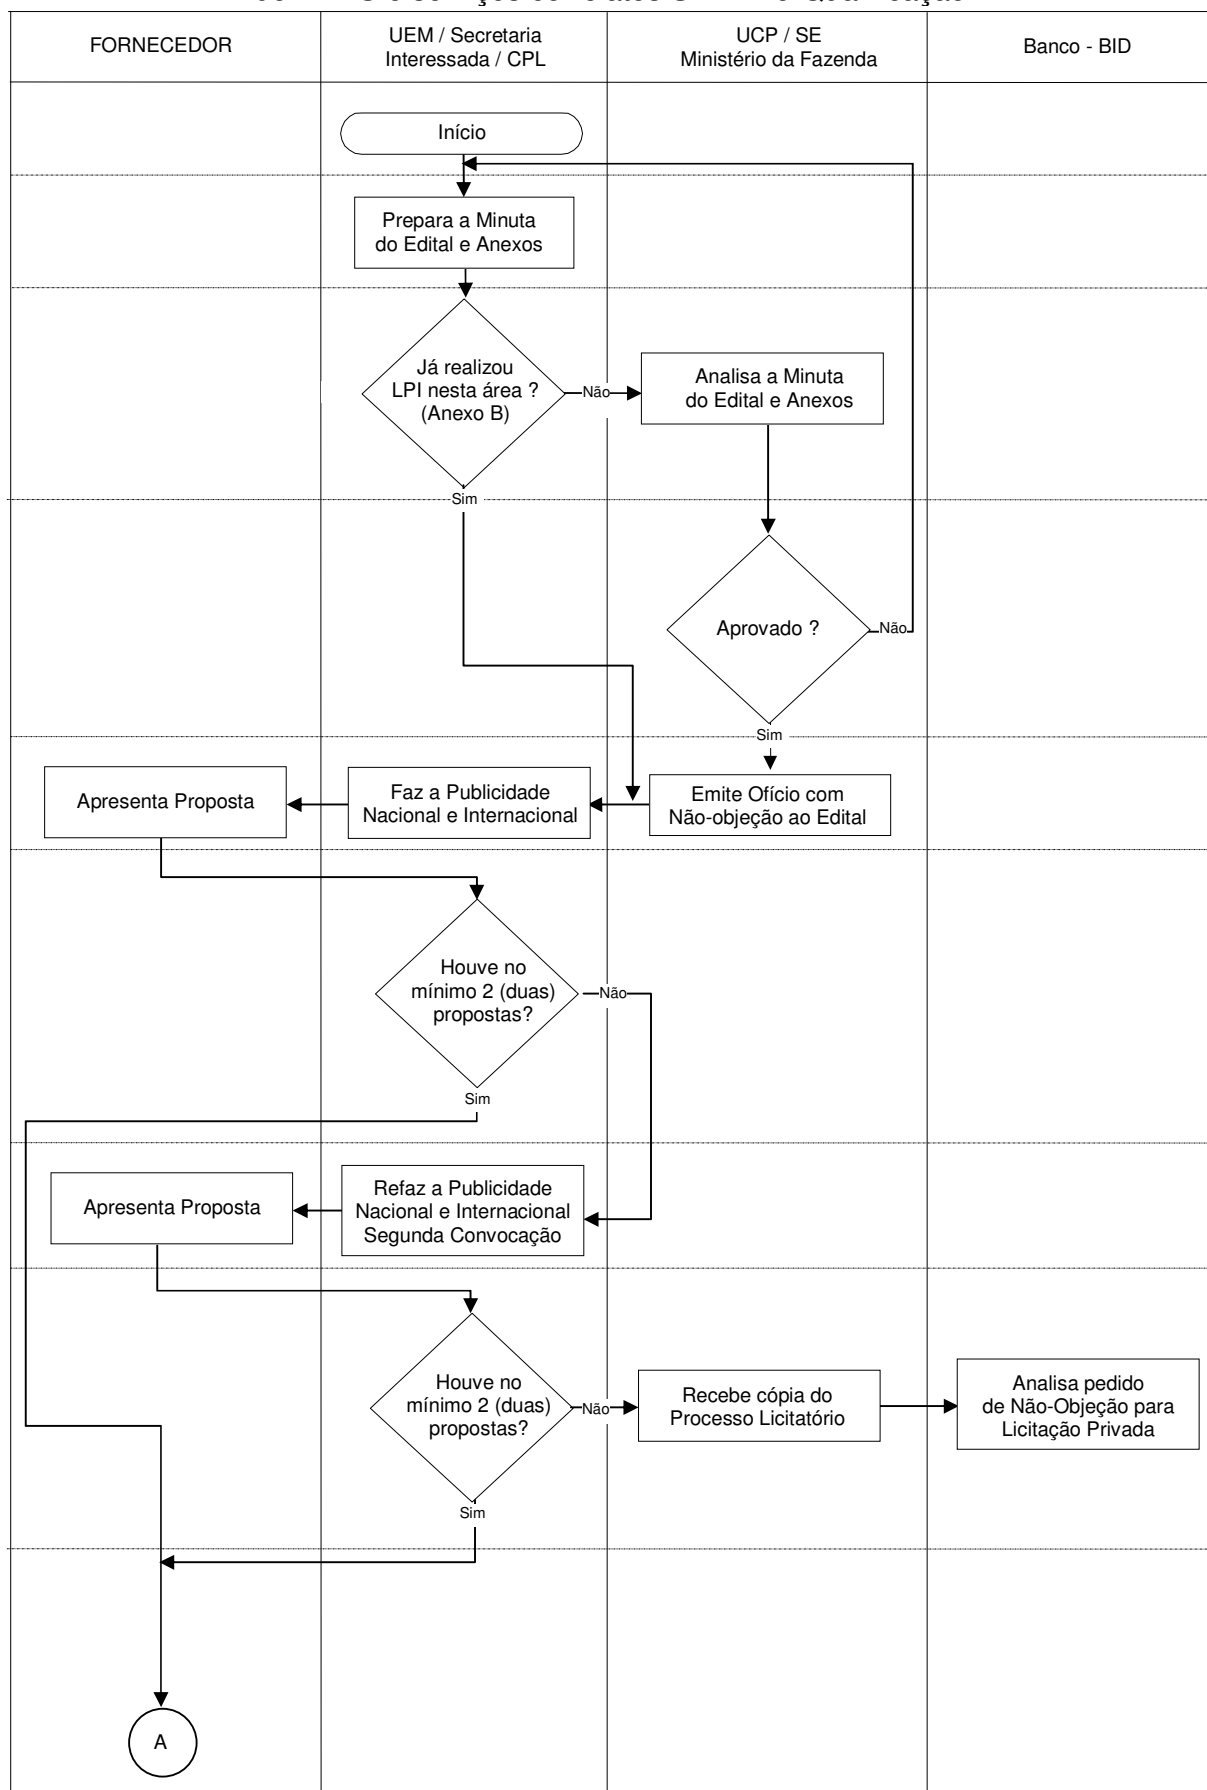 FORNECEDOR
UEM / Secretaria
Interessada / CPL
UCP / SE
Ministério da Fazenda
Banco - BID
Início
Prepara a Minuta
do Edital e Anexos
Já realizou
LPI nesta área ?
(Anexo B)
Não
Analisa a Minuta
do Edital e Anexos
Sim
Aprovado ?
Não
Sim
Apresenta Proposta
Faz a Publicidade
Nacional e Internacional
Emite Ofício com
Não-objeção ao Edital
Houve no
mínimo 2 (duas)
propostas?
Não
Sim
Apresenta Proposta
Refaz a Publicidade
Nacional e Internacional
Segunda Convocação
Houve no
mínimo 2 (duas)
propostas?
Não
Recebe cópia do
Processo Licitatório
Analisa pedido
de Não-Objeção para
Licitação Privada
Sim
A